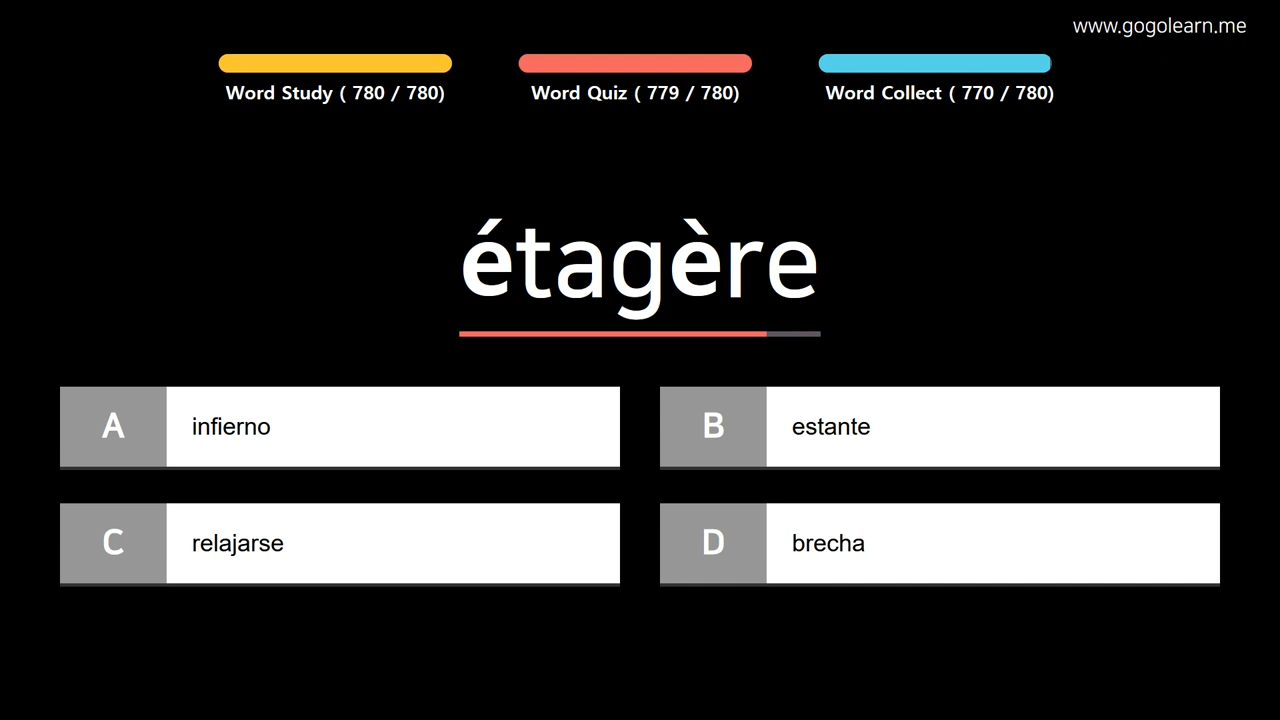 www.gogolearn.me
Word Study ( 780 / 780)
Word Quiz ( 779 / 780)
Word Collect ( 770 / 780)
étagère
A infierno
B estante
C relajarse
D brecha